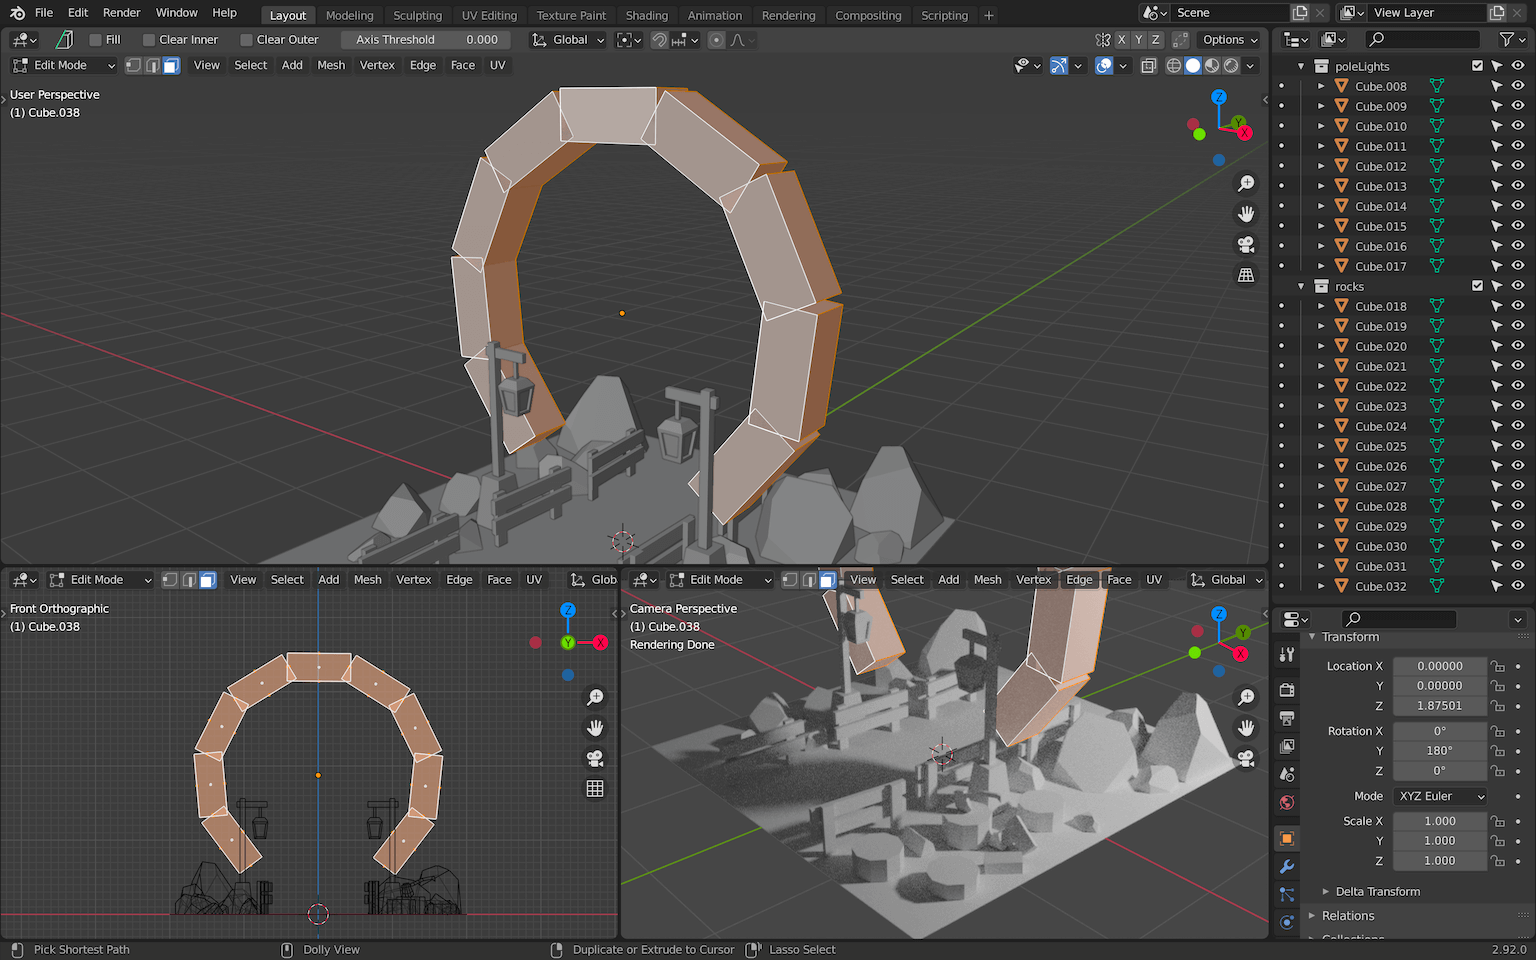 File Edit Render Window Help Layout Modeling Sculpting UV Editing Texture Paint Shading Animation Rendering Compositing Scripting + Scene View Layer
Fill Clear Inner Clear Outer Axis Threshold 0.000 Global X Y Z Options
Edit Mode View Select Add Mesh Vertex Edge Face UV
User Perspective
(1) Cube.038
Z
Y
X
poleLights
Cube.008
Cube.009
Cube.010
Cube.011
Cube.012
Cube.013
Cube.014
Cube.015
Cube.016
Cube.017
rocks
Cube.018
Cube.019
Cube.020
Cube.021
Cube.022
Cube.023
Cube.024
Cube.025
Cube.026
Cube.027
Cube.028
Cube.029
Cube.030
Cube.031
Cube.032
Edit Mode View Select Add Mesh Vertex Edge Face UV Glob
Front Orthographic
(1) Cube.038
Z
Y X
Edit Mode View Select Add Mesh Vertex Edge Face UV Global
Camera Perspective
(1) Cube.038
Rendering Done
Z
Y
X
Transform
Location X 0.00000
Y 0.00000
Z 1.87501
Rotation X 0°
Y 180°
Z 0°
Mode XYZ Euler
Scale X 1.000
Y 1.000
Z 1.000
Delta Transform
Relations
Collections
Pick Shortest Path Dolly View Duplicate or Extrude to Cursor Lasso Select 2.92.0